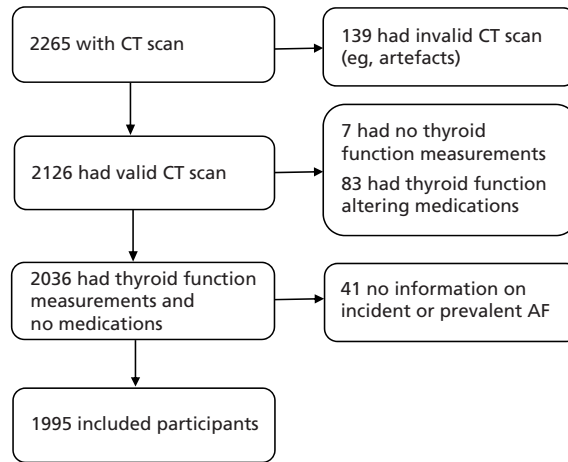 2265 with CT scan
139 had invalid CT scan
(eg, artefacts)
2126 had valid CT scan
7 had no thyroid
function measurements
83 had thyroid function
altering medications
2036 had thyroid function
measurements and
no medications
41 no information on
incident or prevalent AF
1995 included participants